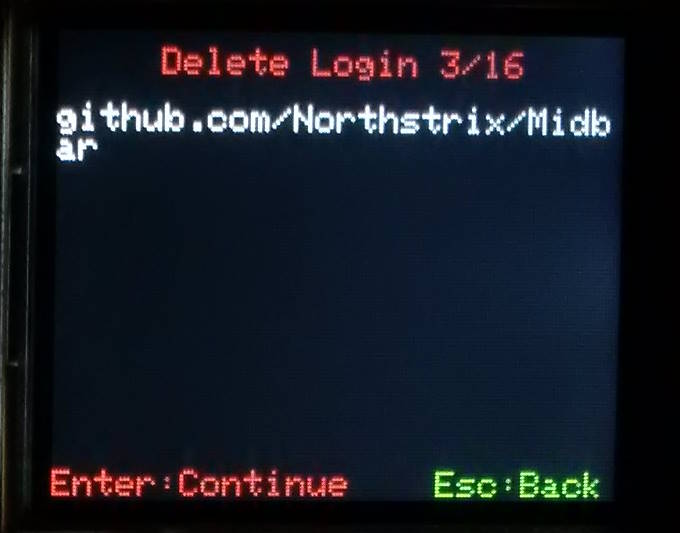 Delete Login 3/16
github.com/Northstrix/Midb
ar
Enter:Continue
Esc:Back